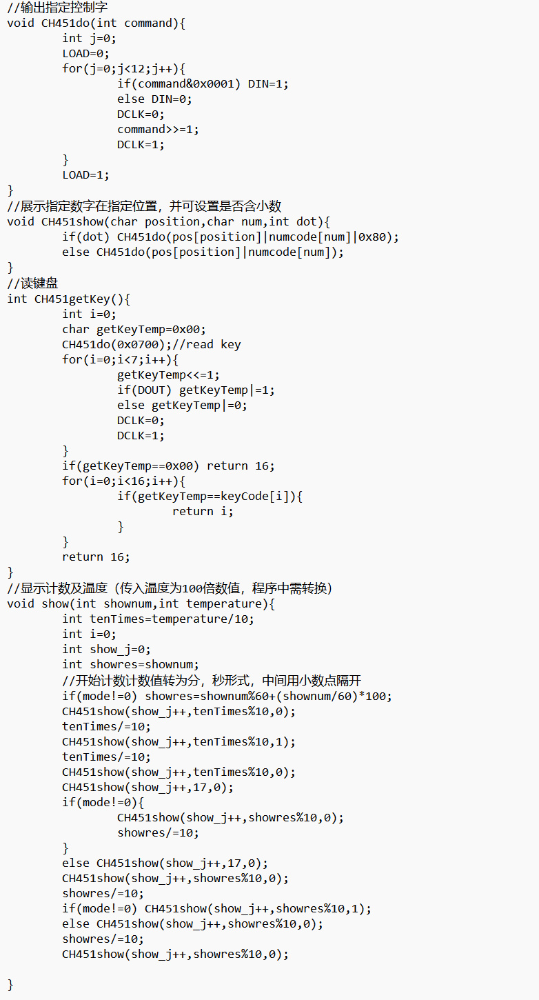 //输出指定控制字
void CH451do(int command){
        int j=0;
        LOAD=0;
        for(j=0;j<12;j++){
                if(command&0x0001) DIN=1;
                else DIN=0;
                DCLK=0;
                command>>=1;
                DCLK=1;
        }
        LOAD=1;
}
//展示指定数字在指定位置，并可设置是否含小数
void CH451show(char position,char num,int dot){
        if(dot) CH451do(pos[position]|numcode[num]|0x80);
        else CH451do(pos[position]|numcode[num]);
}
//读键盘
int CH451getKey(){
        int i=0;
        char getKeyTemp=0x00;
        CH451do(0x0700);//read key
        for(i=0;i<7;i++){
                getKeyTemp<<=1;
                if(DOUT) getKeyTemp|=1;
                else getKeyTemp|=0;
                DCLK=0;
                DCLK=1;
        }
        if(getKeyTemp==0x00) return 16;
        for(i=0;i<16;i++){
                if(getKeyTemp==keyCode[i]){
                        return i;
                }
        }
        return 16;
}
//显示计数及温度（传入温度为100倍数值，程序中需转换）
void show(int shownum,int temperature){
        int tenTimes=temperature/10;
        int i=0;
        int show_j=0;
        int showres=shownum;
        //开始计数计数值转为分，秒形式，中间用小数点隔开
        if(mode!=0) showres=shownum%60+(shownum/60)*100;
        CH451show(show_j++,tenTimes%10,0);
        tenTimes/=10;
        CH451show(show_j++,tenTimes%10,1);
        tenTimes/=10;
        CH451show(show_j++,tenTimes%10,0);
        CH451show(show_j++,17,0);
        if(mode!=0){
                CH451show(show_j++,showres%10,0);
                showres/=10;
        }
        else CH451show(show_j++,17,0);
        CH451show(show_j++,showres%10,0);
        showres/=10;
        if(mode!=0) CH451show(show_j++,showres%10,1);
        else CH451show(show_j++,showres%10,0);
        showres/=10;
        CH451show(show_j++,showres%10,0);

}